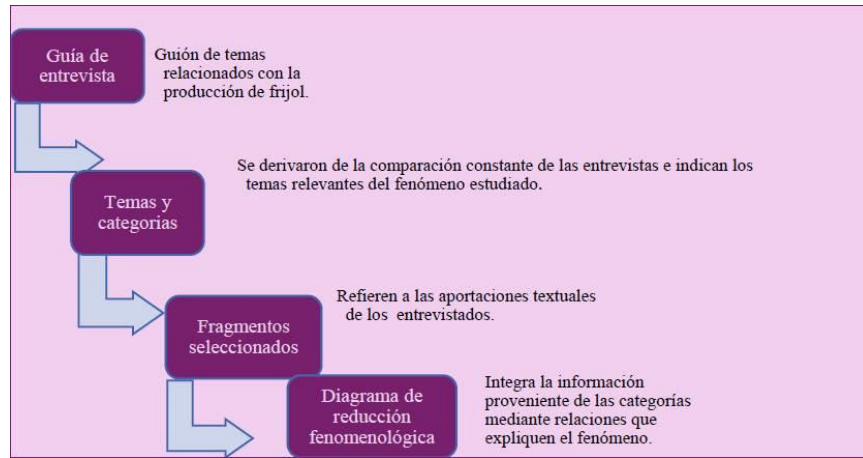 Guía de
entrevista
Guión de temas
relacionados con la
producción de frijol.
Se derivaron de la comparación constante de las entrevistas e indican los
temas relevantes del fenómeno estudiado.
Temas y
categorias
Refieren a las aportaciones textuales
de los entrevistados.
Fragmentos
seleccionados
Integra la información
proveniente de las categorías
mediante relaciones que
expliquen el fenómeno.
Diagrama de
reducción
fenomenológica